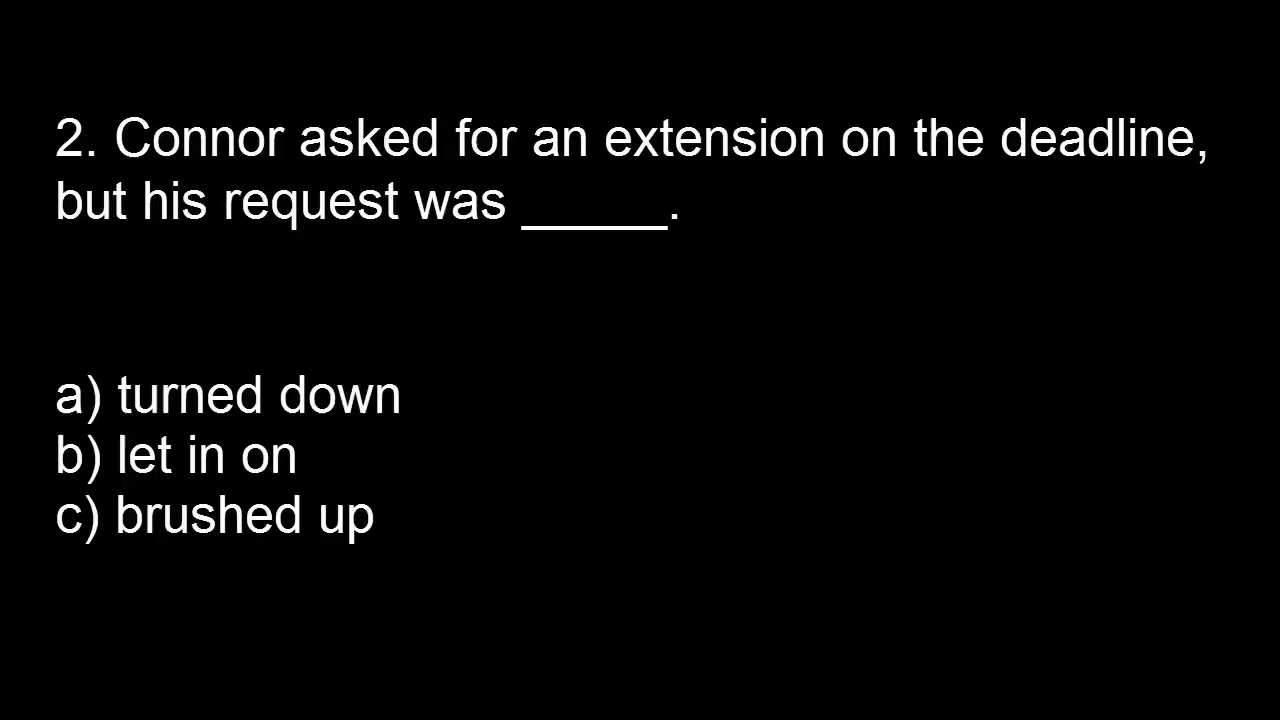 2. Connor asked for an extension on the deadline,
but his request was _____.
a) turned down
b) let in on
c) brushed up